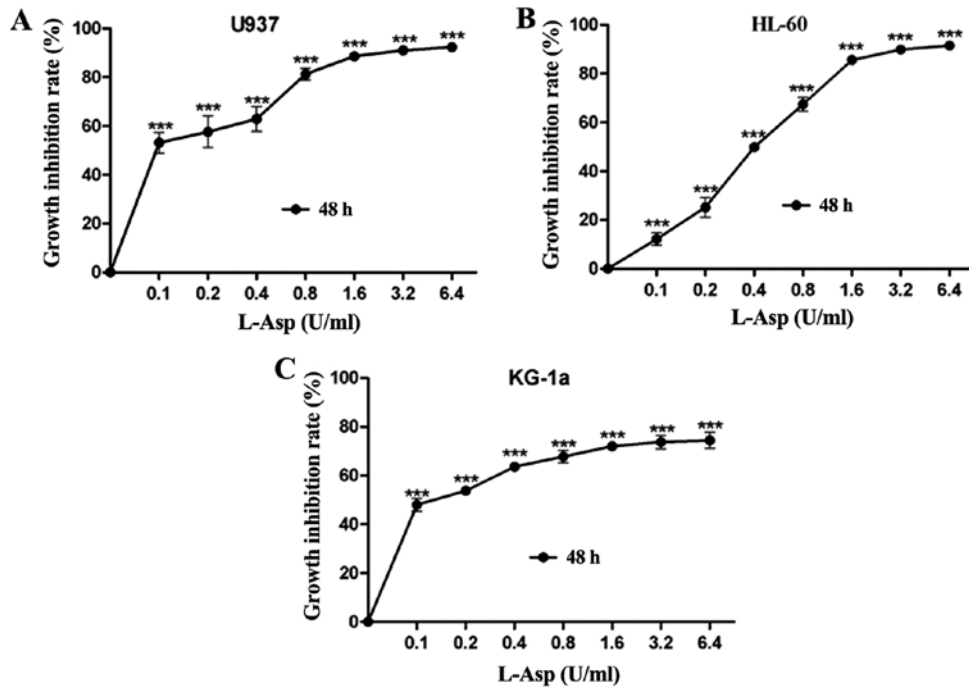 A
U937
Growth inhibition rate (%)
100
80
60
40
20
0
***
***
***
***
***
***
***
48 h
0.1 0.2 0.4 0.8 1.6 3.2 6.4
L-Asp (U/ml)
B
HL-60
Growth inhibition rate (%)
100
80
60
40
20
0
***
***
***
***
***
***
***
48 h
0.1 0.2 0.4 0.8 1.6 3.2 6.4
L-Asp (U/ml)
C
KG-1a
Growth inhibition rate (%)
100
80
60
40
20
0
***
***
***
***
***
***
***
48 h
0.1 0.2 0.4 0.8 1.6 3.2 6.4
L-Asp (U/ml)